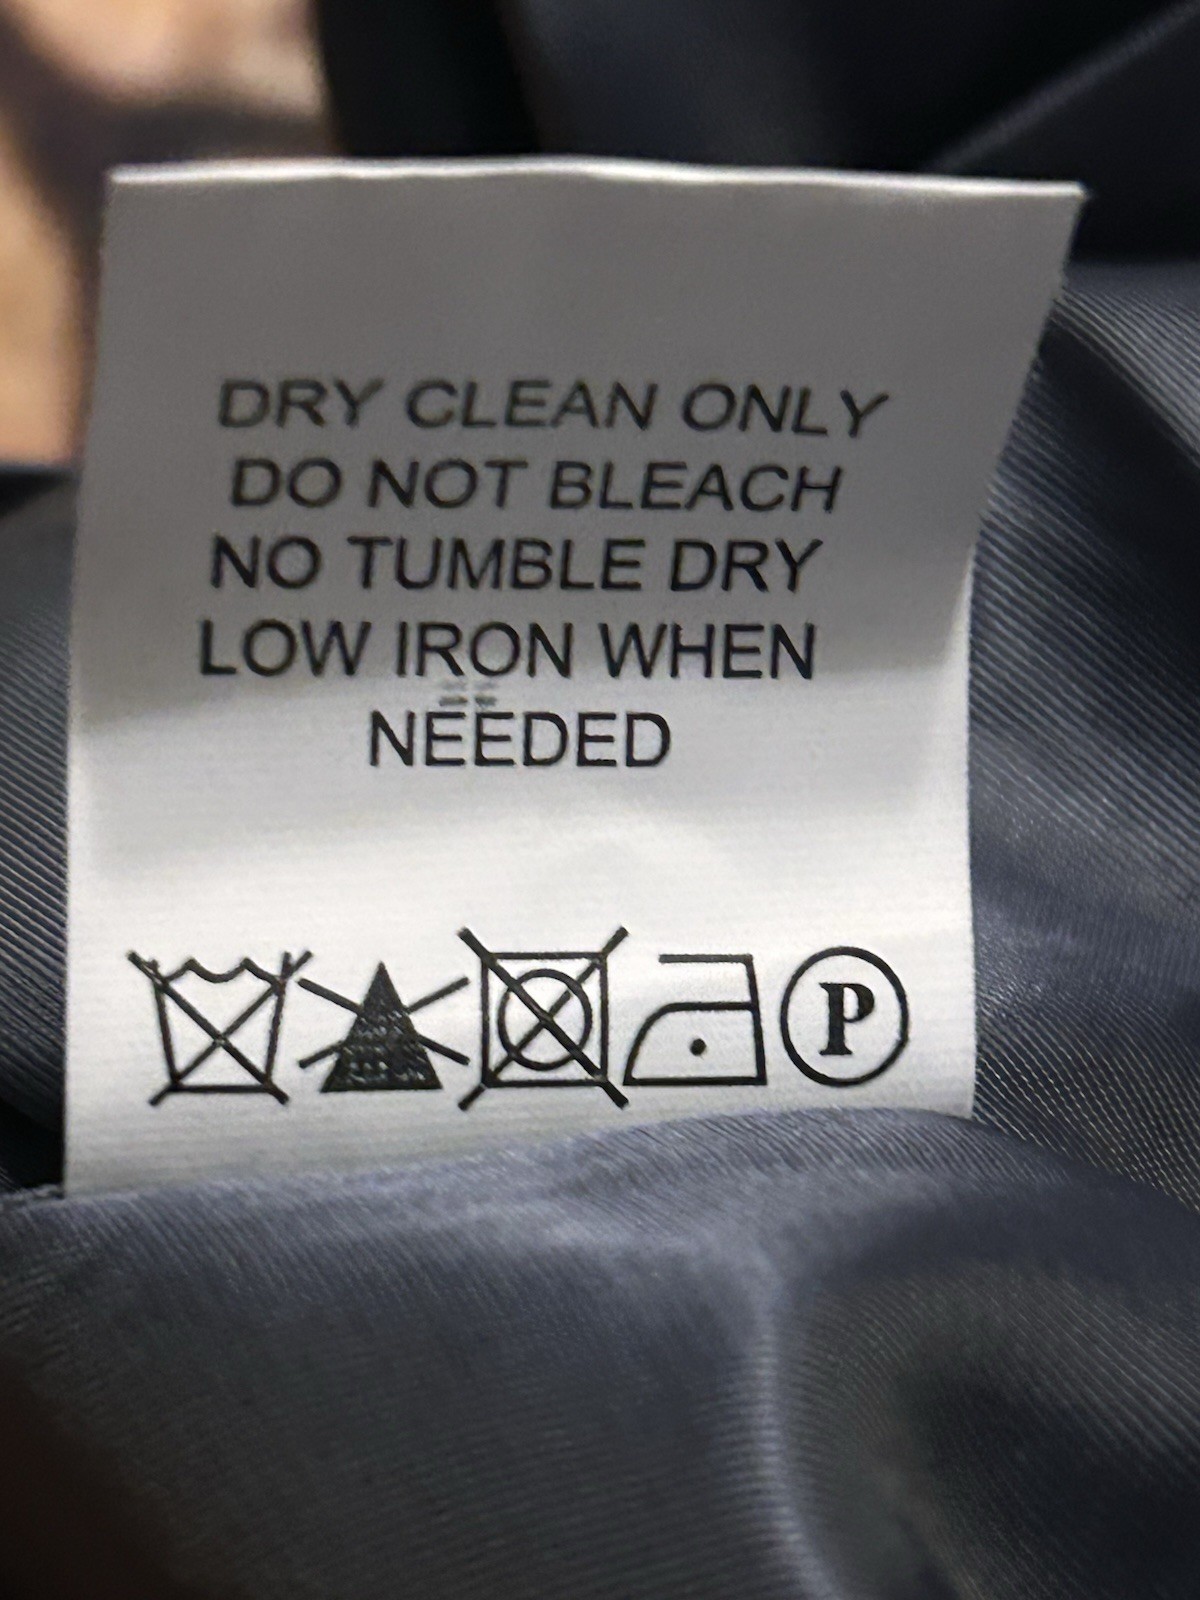 DRY CLEAN ONLY
DO NOT BLEACH
NO TUMBLE DRY
LOW IRON WHEN
NEEDED
P